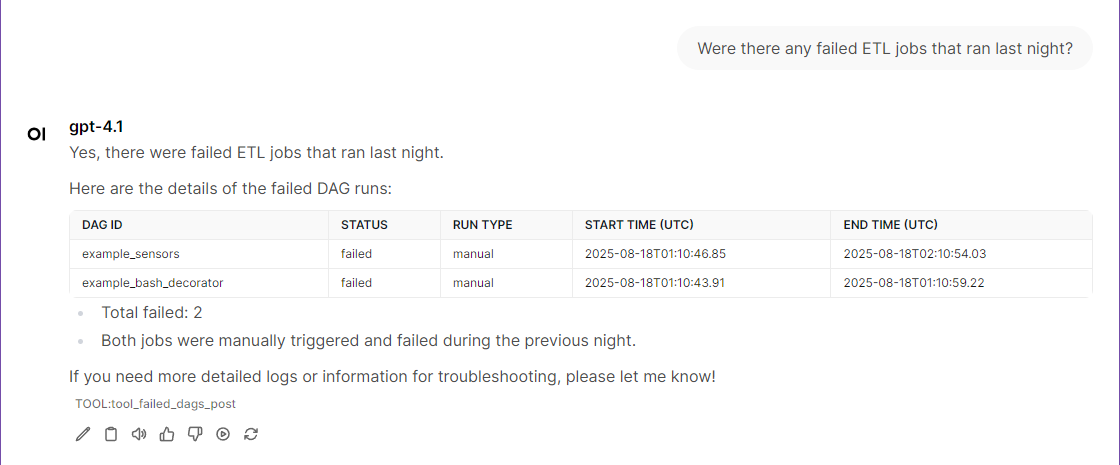 Were there any failed ETL jobs that ran last night?
OI
gpt-4.1
Yes, there were failed ETL jobs that ran last night.
Here are the details of the failed DAG runs:
DAG ID STATUS RUN TYPE START TIME (UTC) END TIME (UTC)
example_sensors failed manual 2025-08-18T01:10:46.85 2025-08-18T02:10:54.03
example_bash_decorator failed manual 2025-08-18T01:10:43.91 2025-08-18T01:10:59.22
Total failed: 2
Both jobs were manually triggered and failed during the previous night.
If you need more detailed logs or information for troubleshooting, please let me know!
TOOL:tool_failed_dags_post